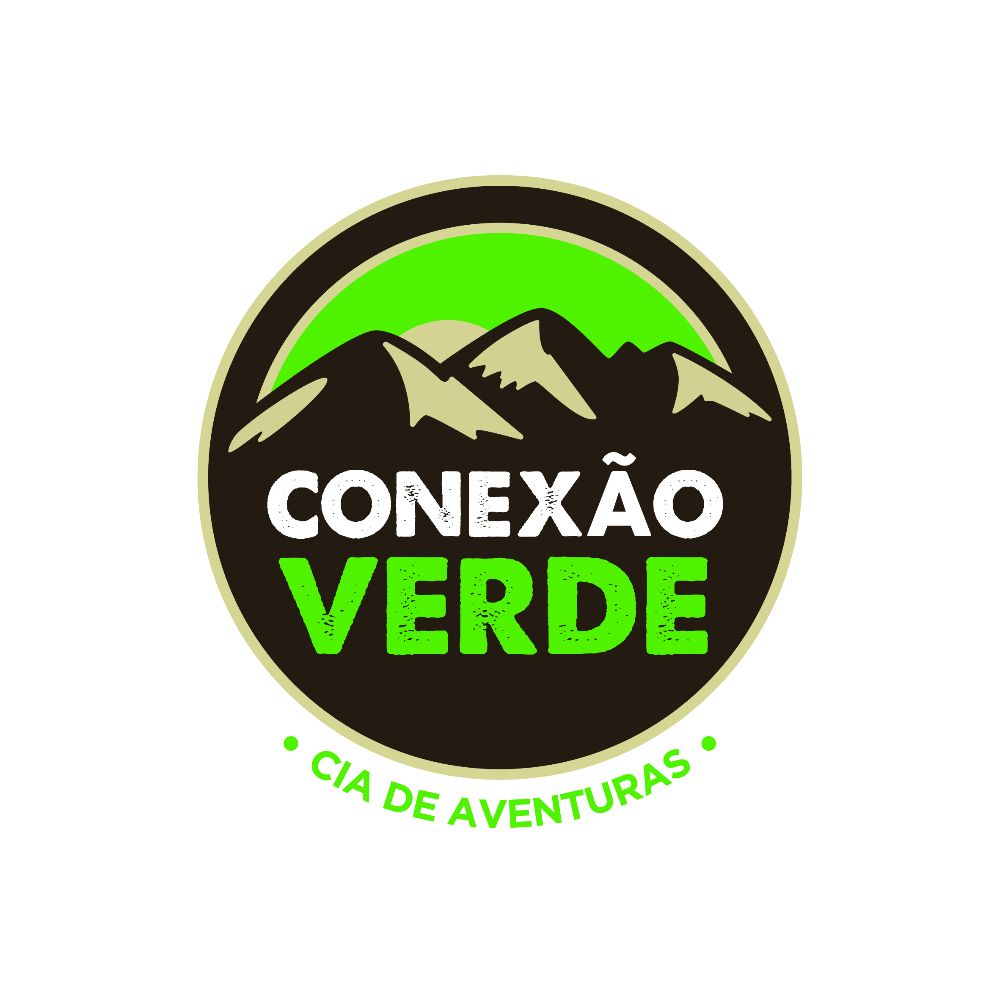 CONEXÃO
VERDE
• CIA DE AVENTURAS •